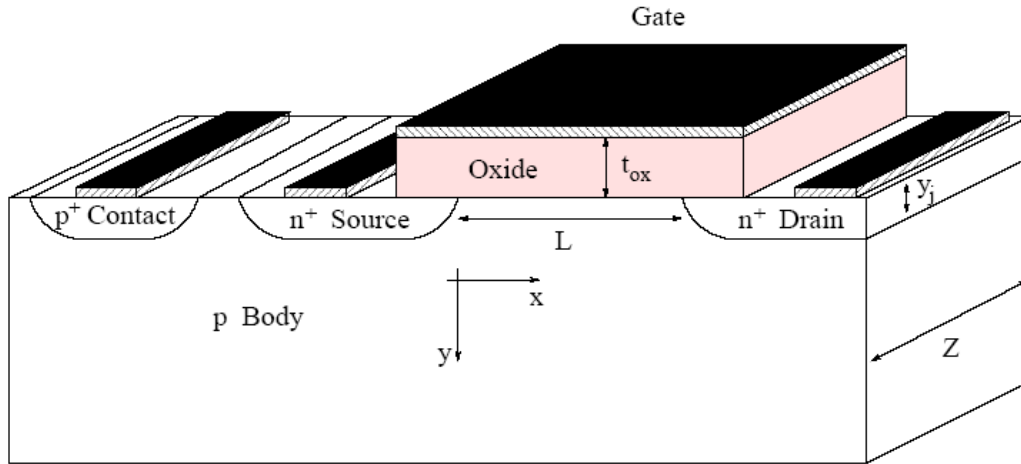 Gate
Oxide
t_ox
p⁺ Contact
n⁺ Source
n⁺ Drain
y_j
L
x
p Body
y
Z